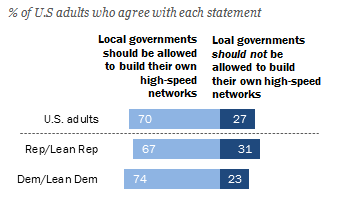 % of U.S adults who agree with each statement
Local governments
should be allowed
to build their own
high-speed
networks
Loal governments
should not be
allowed to build
their own high-speed
networks
U.S. adults 70 27
Rep/Lean Rep 67 31
Dem/Lean Dem 74 23